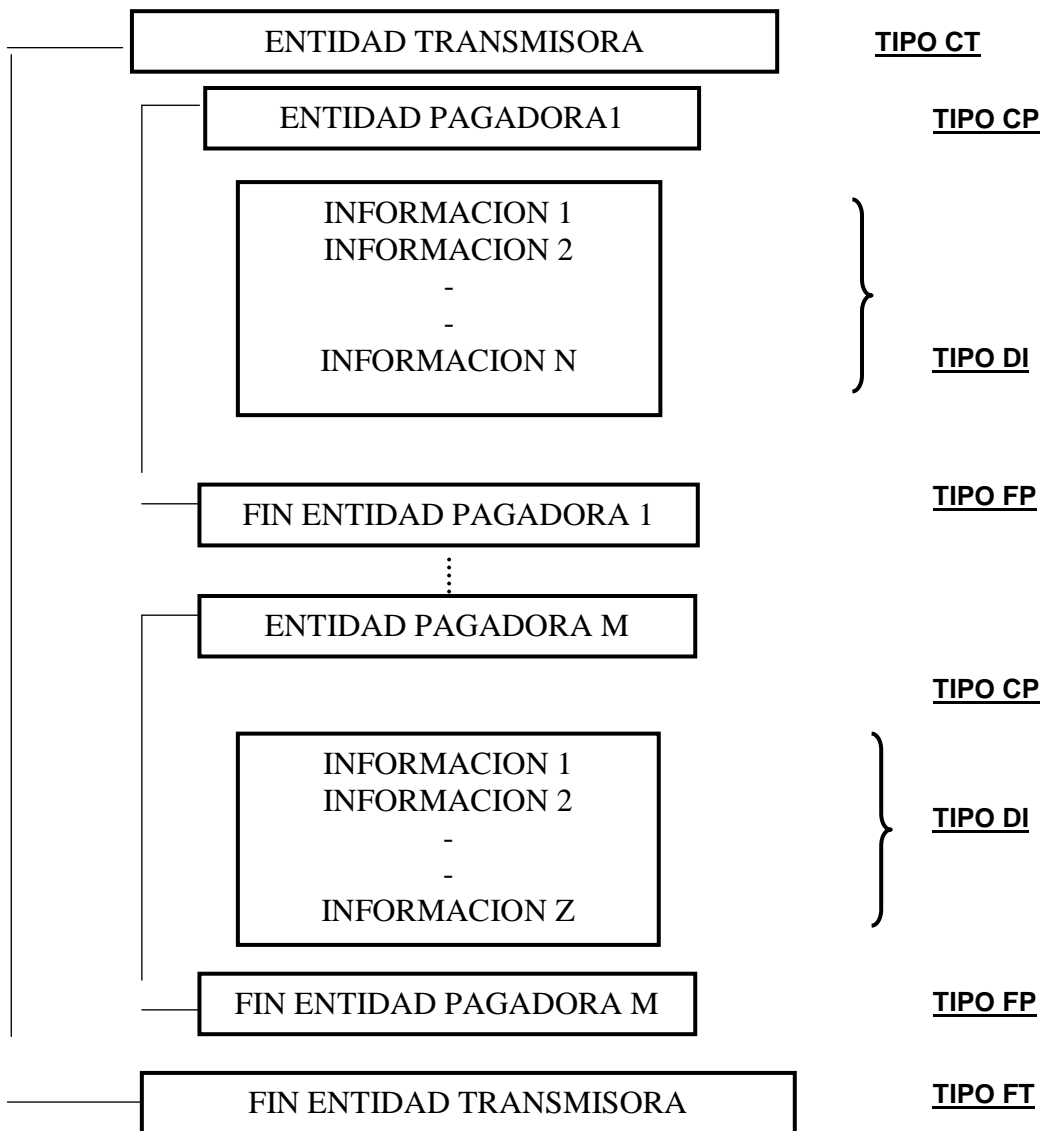 ENTIDAD TRANSMISORA TIPO CT
ENTIDAD PAGADORA1 TIPO CP
INFORMACION 1
INFORMACION 2
-
-
INFORMACION N TIPO DI
FIN ENTIDAD PAGADORA 1 TIPO FP
ENTIDAD PAGADORA M
TIPO CP
INFORMACION 1
INFORMACION 2 TIPO DI
-
-
INFORMACION Z
FIN ENTIDAD PAGADORA M TIPO FP
FIN ENTIDAD TRANSMISORA TIPO FT